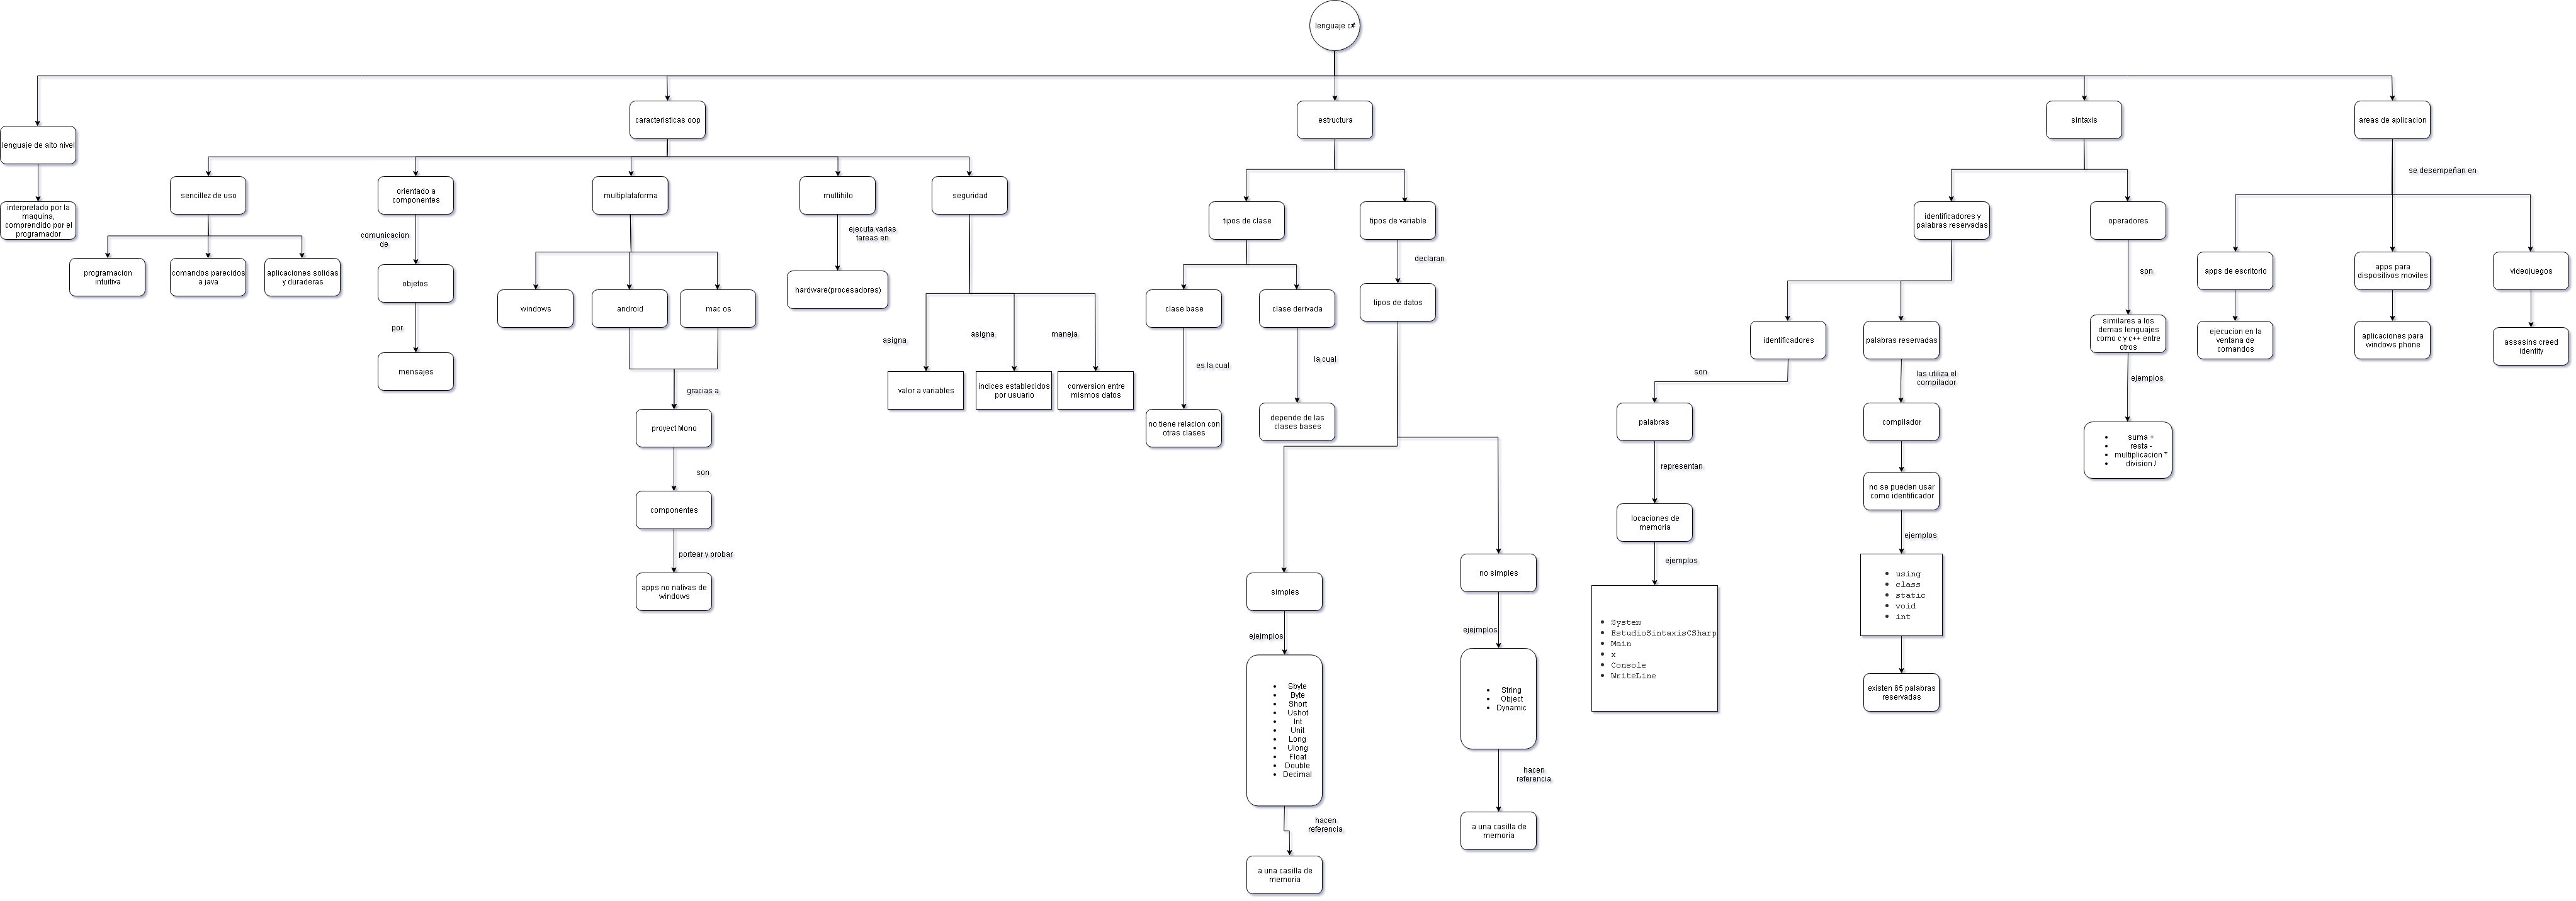 lenguaje c#
lenguaje de alto nivel
interpretado por la
maquina,
comprendido por el
programador
caracteristicas oop
sencillez de uso
programacion
intuitiva
comandos parecidos
a java
aplicaciones solidas
y duraderas
orientado a
componentes
comunicacion
de
objetos
por
mensajes
multiplataforma
windows
android
mac os
gracias a
proyect Mono
son
componentes
portear y probar
apps no nativas de
windows
multihilo
ejecuta varias
tareas en
hardware(procesadores)
seguridad
asigna
valor a variables
asigna
indices establecidos
por usuario
maneja
conversion entre
mismos datos
estructura
tipos de clase
clase base
es la cual
no tiene relacion con
otras clases
clase derivada
la cual
depende de las
clases bases
tipos de variable
declaran
tipos de datos
simples
ejejmplos
Sbyte
Byte
Short
Ushot
Int
Unit
Long
Ulong
Float
Double
Decimal
hacen
referencia
a una casilla de
memoria
no simples
ejejmplos
String
Object
Dynamic
hacen
referencia
a una casilla de
memoria
sintaxis
identificadores y
palabras reservadas
identificadores
son
palabras
representan
locaciones de
memoria
ejemplos
System
EstudioSintaxisCSharp
Main
x
Console
WriteLine
palabras reservadas
las utiliza el
compilador
compilador
no se pueden usar
como identificador
ejemplos
using
class
static
void
int
existen 65 palabras
reservadas
operadores
son
similares a los
demas lenguajes
como c y c++ entre
otros
ejemplos
suma +
resta -
multiplicacion *
division /
areas de aplicacion
se desempeñan en
apps de escritorio
ejecucion en la
ventana de
comandos
apps para
dispositivos moviles
aplicaciones para
windows phone
videojuegos
assasins creed
identity